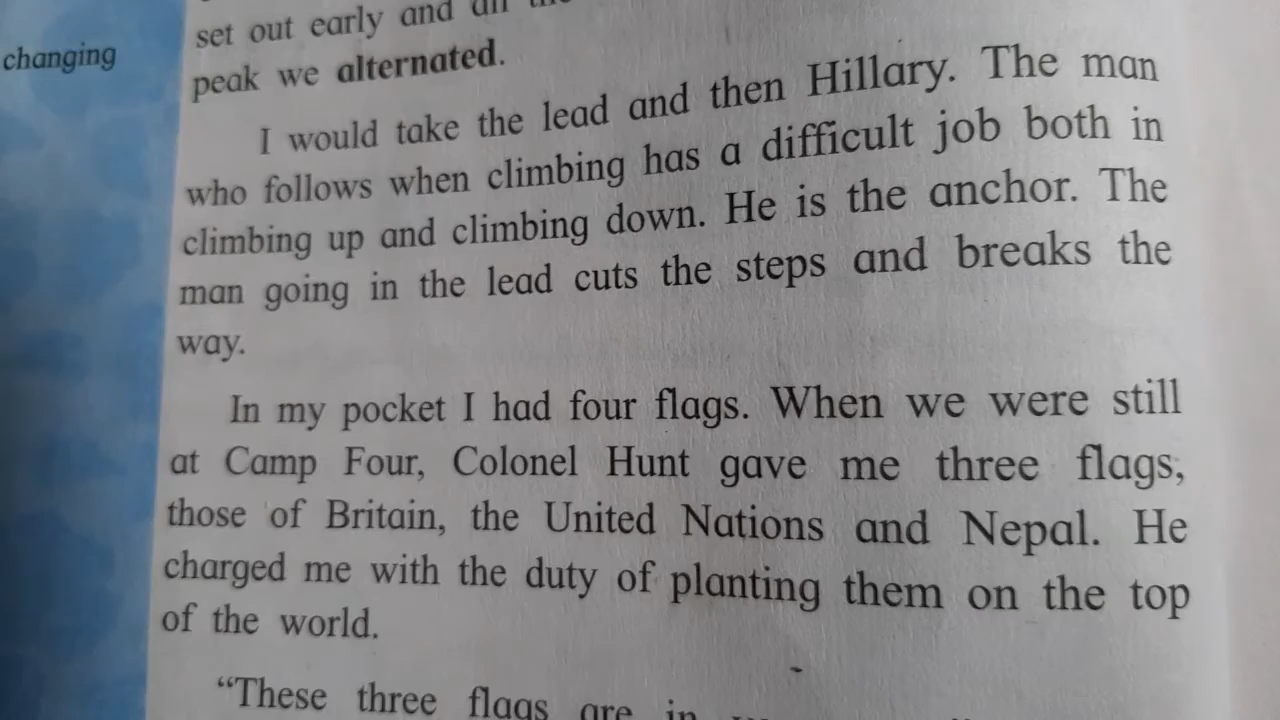 changing
set out early and all
peak we alternated.
I would take the lead and then Hillary. The man
who follows when climbing has a difficult job both in
climbing up and climbing down. He is the anchor. The
man going in the lead cuts the steps and breaks the
way.
In my pocket I had four flags. When we were still
at Camp Four, Colonel Hunt gave me three flags,
those of Britain, the United Nations and Nepal. He
charged me with the duty of planting them on the top
of the world.
“These three flags are in